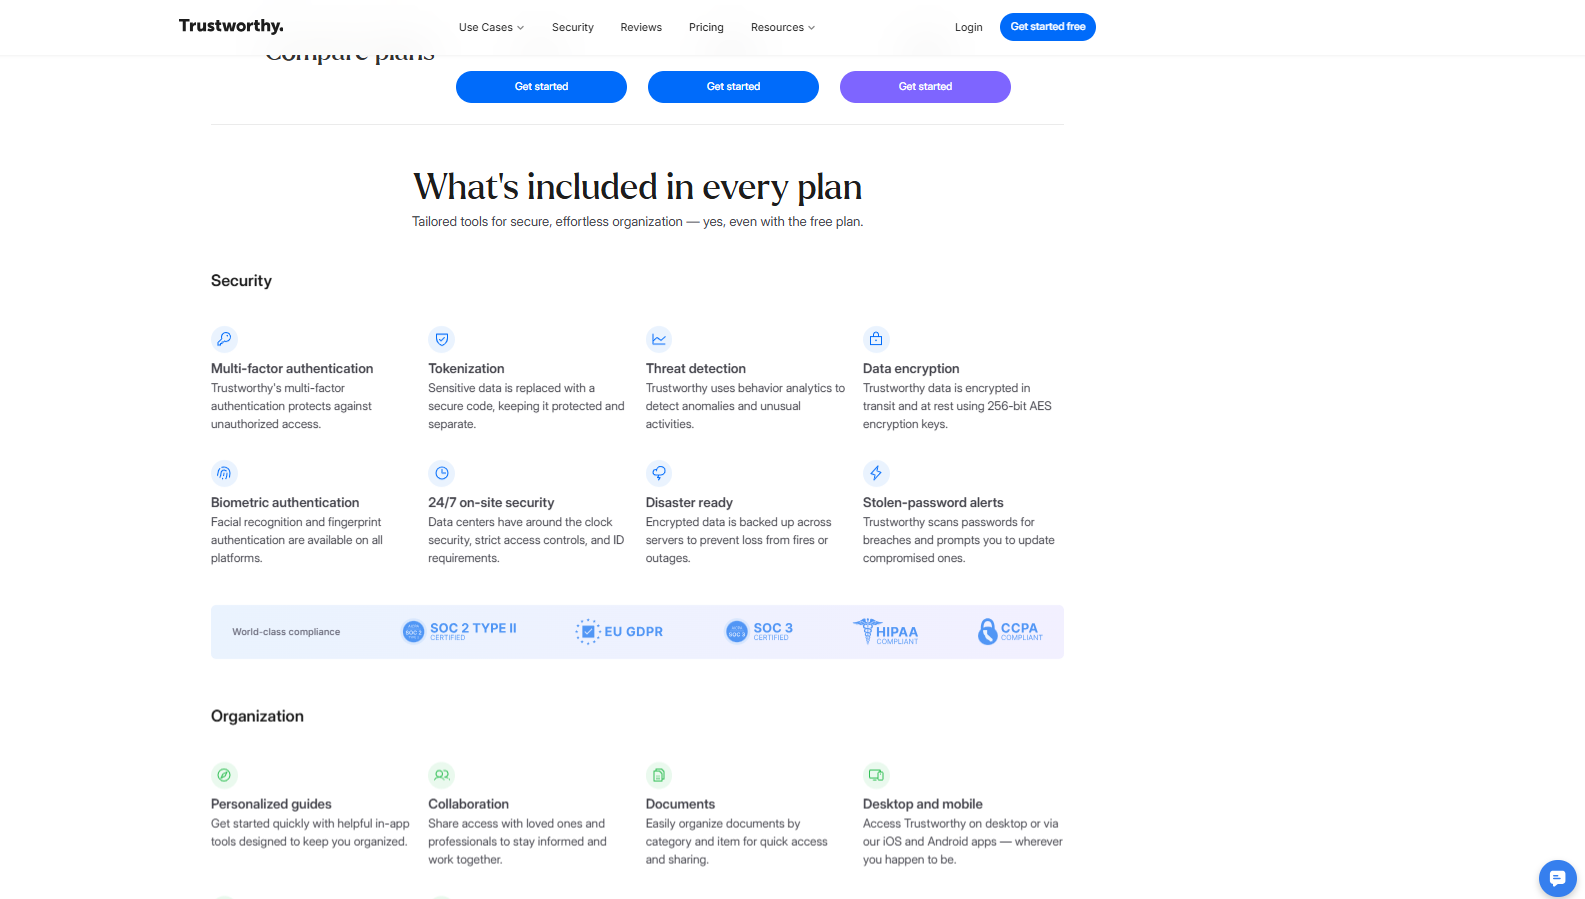 Trustworthy.
Use Cases
Security
Reviews
Pricing
Resources
Login
Get started free
Compare plans
Get started
Get started
Get started
What's included in every plan
Tailored tools for secure, effortless organization — yes, even with the free plan.
Security
Multi-factor authentication
Trustworthy's multi-factor
authentication protects against
unauthorized access.
Tokenization
Sensitive data is replaced with a
secure code, keeping it protected and
separate.
Threat detection
Trustworthy uses behavior analytics to
detect anomalies and unusual
activities.
Data encryption
Trustworthy data is encrypted in
transit and at rest using 256-bit AES
encryption keys.
Biometric authentication
Facial recognition and fingerprint
authentication are available on all
platforms.
24/7 on-site security
Data centers have around the clock
security, strict access controls, and ID
requirements.
Disaster ready
Encrypted data is backed up across
servers to prevent loss from fires or
outages.
Stolen-password alerts
Trustworthy scans passwords for
breaches and prompts you to update
compromised ones.
World-class compliance
SOC 2
SOC 2 TYPE II
CERTIFIED
EU GDPR
SOC 3
SOC 3
CERTIFIED
HIPAA
COMPLIANT
CCPA
COMPLIANT
Organization
Personalized guides
Get started quickly with helpful in-app
tools designed to keep you organized.
Collaboration
Share access with loved ones and
professionals to stay informed and
work together.
Documents
Easily organize documents by
category and item for quick access
and sharing.
Desktop and mobile
Access Trustworthy on desktop or via
our iOS and Android apps — wherever
you happen to be.